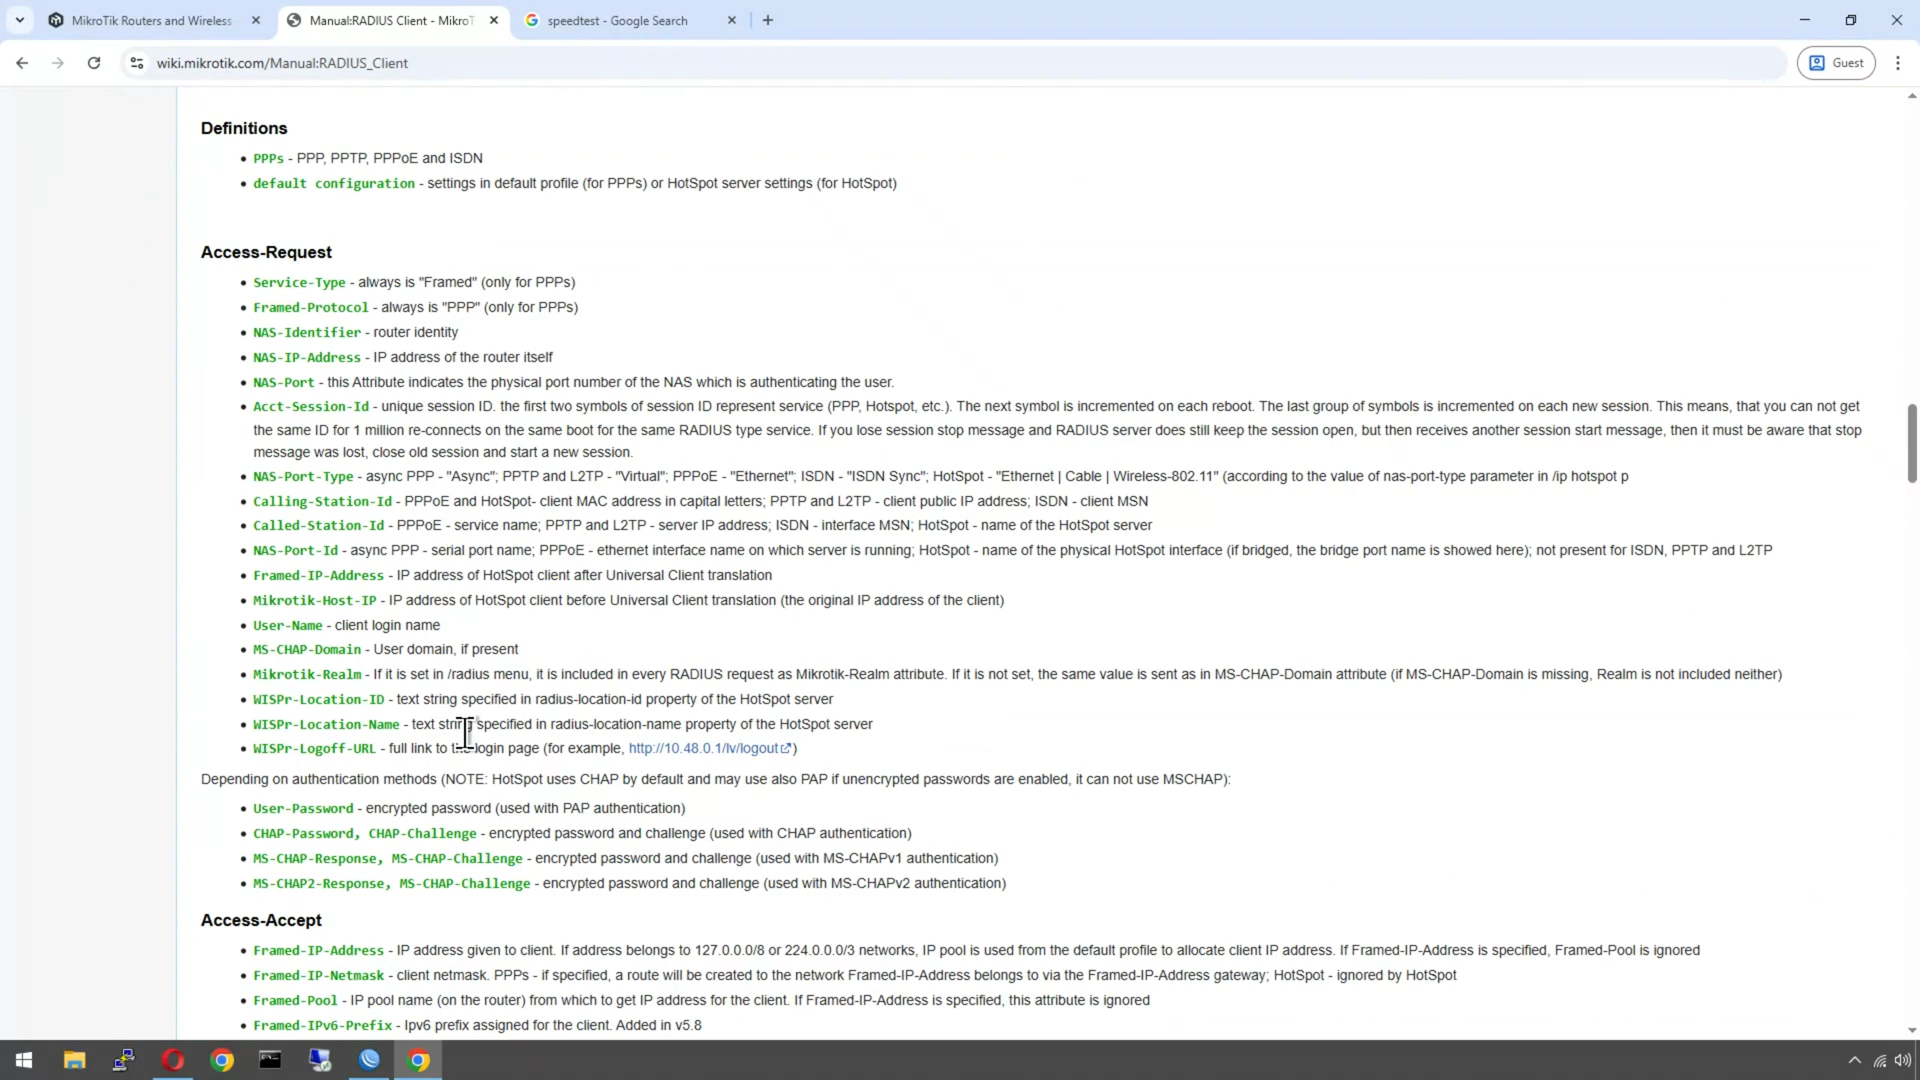 MikroTik Routers and Wireless
Manual:RADIUS Client - MikroT
speedtest - Google Search
wiki.mikrotik.com/Manual:RADIUS_Client
Guest
Definitions
PPPs - PPP, PPTP, PPPoE and ISDN
default configuration - settings in default profile (for PPPs) or HotSpot server settings (for HotSpot)
Access-Request
Service-Type - always is "Framed" (only for PPPs)
Framed-Protocol - always is "PPP" (only for PPPs)
NAS-Identifier - router identity
NAS-IP-Address - IP address of the router itself
NAS-Port - this Attribute indicates the physical port number of the NAS which is authenticating the user.
Acct-Session-Id - unique session ID. the first two symbols of session ID represent service (PPP, Hotspot, etc.). The next symbol is incremented on each reboot. The last group of symbols is incremented on each new session. This means, that you can not get
the same ID for 1 million re-connects on the same boot for the same RADIUS type service. If you lose session stop message and RADIUS server does still keep the session open, but then receives another session start message, then it must be aware that stop
message was lost, close old session and start a new session.
NAS-Port-Type - async PPP - "Async"; PPTP and L2TP - "Virtual"; PPPoE - "Ethernet"; ISDN - "ISDN Sync"; HotSpot - "Ethernet | Cable | Wireless-802.11" (according to the value of nas-port-type parameter in /ip hotspot p
Calling-Station-Id - PPPoE and HotSpot- client MAC address in capital letters; PPTP and L2TP - client public IP address; ISDN - client MSN
Called-Station-Id - PPPoE - service name; PPTP and L2TP - server IP address; ISDN - interface MSN; HotSpot - name of the HotSpot server
NAS-Port-Id - async PPP - serial port name; PPPoE - ethernet interface name on which server is running; HotSpot - name of the physical HotSpot interface (if bridged, the bridge port name is showed here); not present for ISDN, PPTP and L2TP
Framed-IP-Address - IP address of HotSpot client after Universal Client translation
Mikrotik-Host-IP - IP address of HotSpot client before Universal Client translation (the original IP address of the client)
User-Name - client login name
MS-CHAP-Domain - User domain, if present
Mikrotik-Realm - If it is set in /radius menu, it is included in every RADIUS request as Mikrotik-Realm attribute. If it is not set, the same value is sent as in MS-CHAP-Domain attribute (if MS-CHAP-Domain is missing, Realm is not included neither)
WISPr-Location-ID - text string specified in radius-location-id property of the HotSpot server
WISPr-Location-Name - text string specified in radius-location-name property of the HotSpot server
WISPr-Logoff-URL - full link to the login page (for example, http://10.48.0.1/lv/logout)
Depending on authentication methods (NOTE: HotSpot uses CHAP by default and may use also PAP if unencrypted passwords are enabled, it can not use MSCHAP):
User-Password - encrypted password (used with PAP authentication)
CHAP-Password, CHAP-Challenge - encrypted password and challenge (used with CHAP authentication)
MS-CHAP-Response, MS-CHAP-Challenge - encrypted password and challenge (used with MS-CHAPv1 authentication)
MS-CHAP2-Response, MS-CHAP-Challenge - encrypted password and challenge (used with MS-CHAPv2 authentication)
Access-Accept
Framed-IP-Address - IP address given to client. If address belongs to 127.0.0.0/8 or 224.0.0.0/3 networks, IP pool is used from the default profile to allocate client IP address. If Framed-IP-Address is specified, Framed-Pool is ignored
Framed-IP-Netmask - client netmask. PPPs - if specified, a route will be created to the network Framed-IP-Address belongs to via the Framed-IP-Address gateway; HotSpot - ignored by HotSpot
Framed-Pool - IP pool name (on the router) from which to get IP address for the client. If Framed-IP-Address is specified, this attribute is ignored
Framed-IPv6-Prefix - Ipv6 prefix assigned for the client. Added in v5.8